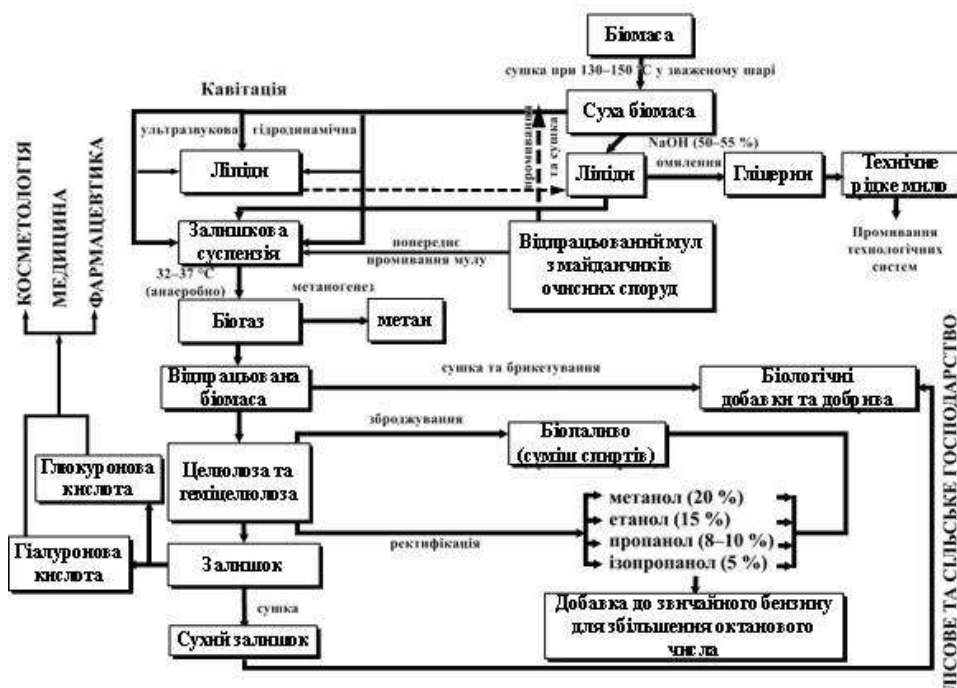 Біомаса
сушка при 130–150 °С у зваженому шарі
Кавітація
Суха біомаса
ультразвукова
гідродинамічна
промивання
та сушка
NaOH (50–55 %)
омилення
Ліпіди
Ліпіди
Гліцерин
Технічне
рідке мило
КОСМЕТОЛОГІЯ
МЕДИЦИНА
ФАРМАЦЕВТИКА
Залишкова
суспензія
попереднє
промивання мулу
Відпрацьований мул
з майданчиків
очисних споруд
Промивання
технологічних
систем
32–37 °С
(анаеробно)
метаногенез
Біогаз
метан
Відпрацьована
біомаса
сушка та брикетування
Біологічні
добавки та добрива
зброджування
Біопаливо
(суміш спиртів)
Целюлоза та
геміцелюлоза
Глюкуронова
кислота
метанол (20 %)
етанол (15 %)
пропанол (8–10 %)
ізопропанол (5 %)
ректифікація
Гіалуронова
кислота
Залишок
сушка
Добавка до звичайного бензину
для збільшення октанового
числа
Сухий залишок
ЛІСОВЕ ТА СІЛЬСЬКЕ ГОСПОДАРСТВО